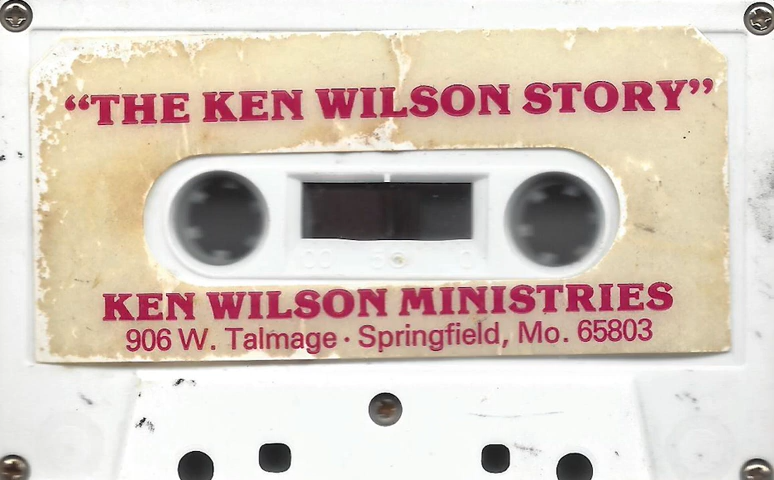 "THE KEN WILSON STORY"
KEN WILSON MINISTRIES
906 W. Talmage · Springfield, Mo. 65803